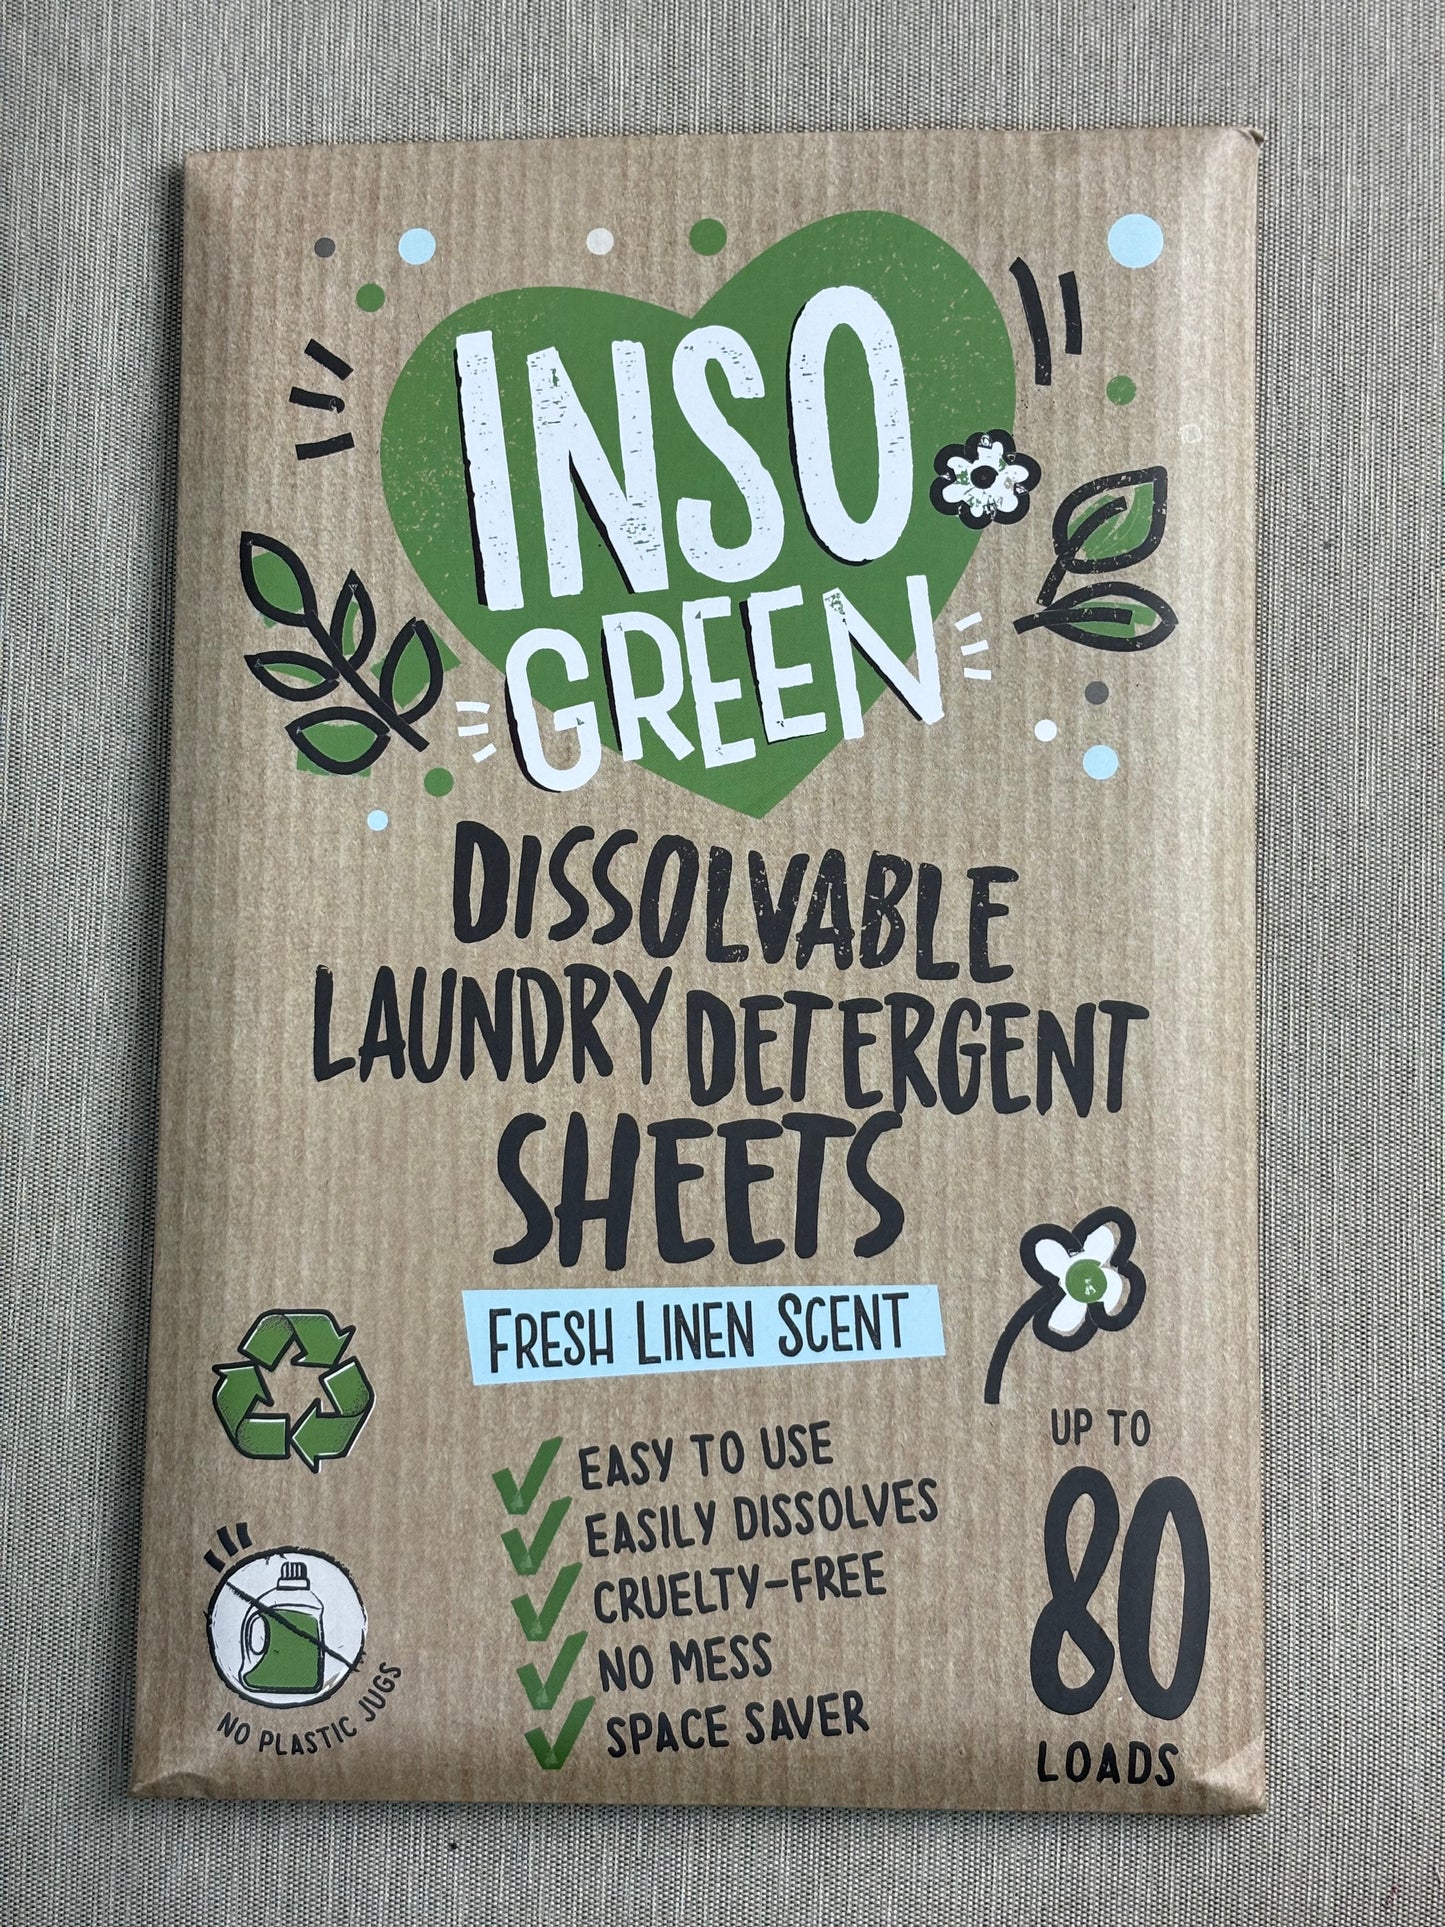 INSO
GREEN
DISSOLVABLE
LAUNDRY DETERGENT
SHEETS
FRESH LINEN SCENT
EASY TO USE
EASILY DISSOLVES
CRUELTY-FREE
NO MESS
SPACE SAVER
NO PLASTIC JUGS
UP TO
80
LOADS